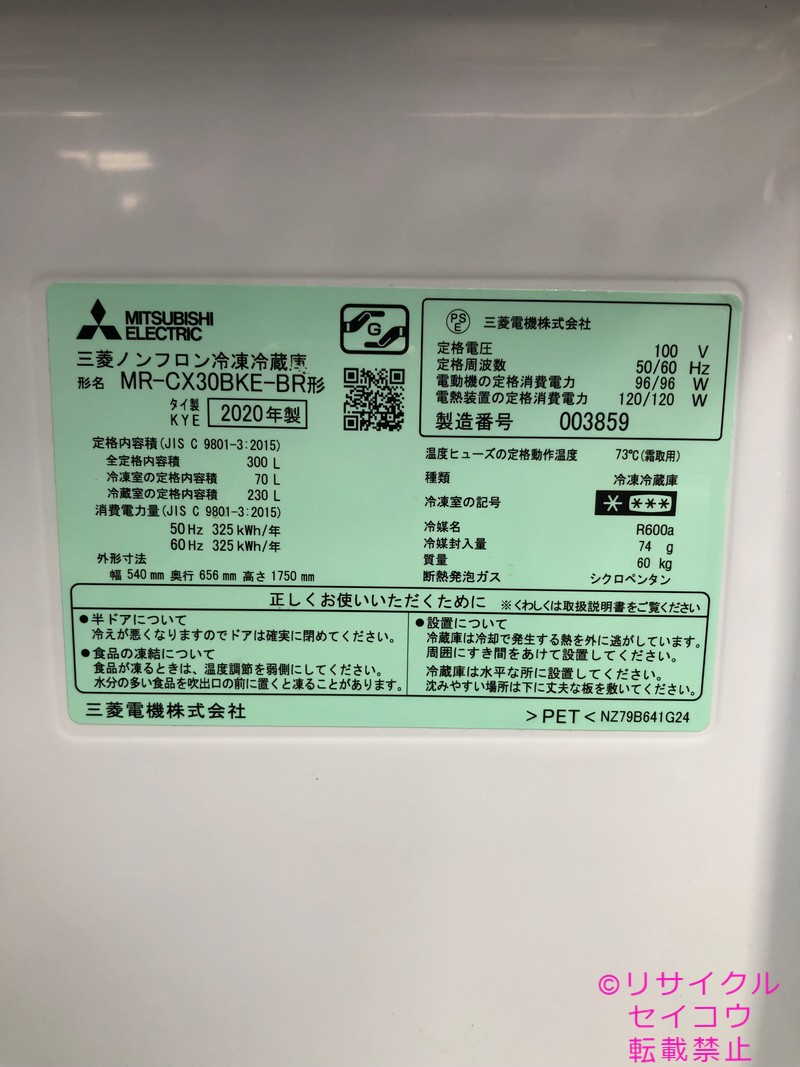 MITSUBISHI
ELECTRIC
三菱ノンフロン冷凍冷蔵庫
形名 MR-CX30BKE-BR形
タイ製
KYE 2020年製
G
定格内容積(JIS C 9801-3:2015)
全定格内容積 300 L
冷凍室の定格内容積 70 L
冷蔵室の定格内容積 230 L
消費電力量(JIS C 9801-3:2015)
50Hz 325kWh/年
60Hz 325kWh/年
外形寸法
幅 540mm 奥行 656mm 高さ 1750mm
PS
E 三菱電機株式会社
定格電圧 100 V
定格周波数 50/60 Hz
電動機の定格消費電力 96/96 W
電熱装置の定格消費電力 120/120 W
製造番号 003859
温度ヒューズの定格動作温度 73℃(霜取用)
種類 冷凍冷蔵庫
冷凍室の記号
冷媒名 R600a
冷媒封入量 74 g
質量 60 kg
断熱発泡ガス シクロペンタン
正しくお使いいただくために ※くわしくは取扱説明書をご覧ください
●半ドアについて
冷えが悪くなりますのでドアは確実に閉めてください。
●食品の凍結について
食品が凍るときは、温度調節を弱側にしてください。
水分の多い食品を吹出口の前に置くと凍ることがあります。
●設置について
冷蔵庫は冷却で発生する熱を外に逃がしています。
周囲にすき間をあけて設置してください。
冷蔵庫は水平な所に設置してください。
沈みやすい場所は下に丈夫な板を敷いてください。
三菱電機株式会社
>PET< NZ79B641G24
©リサイクル
セイコウ
転載禁止